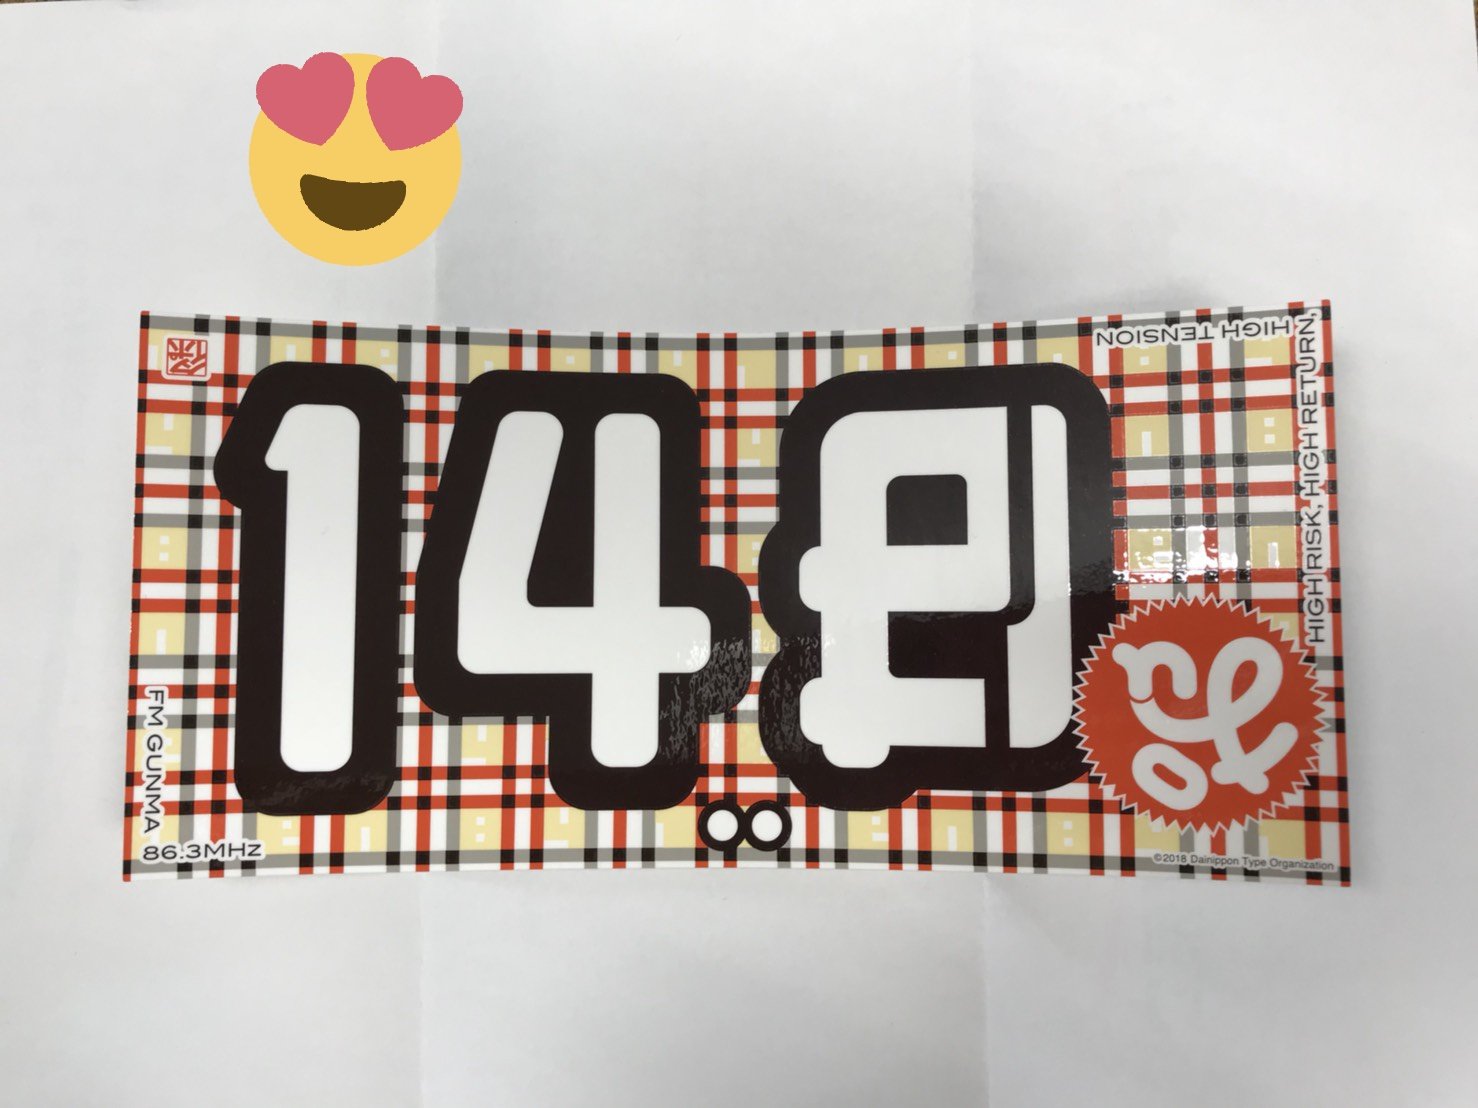 14
FM GUNMA
86.3MHz
HIGH RISK, HIGH RETURN,
HIGH TENSION
©2018 Dainippon Type Organization